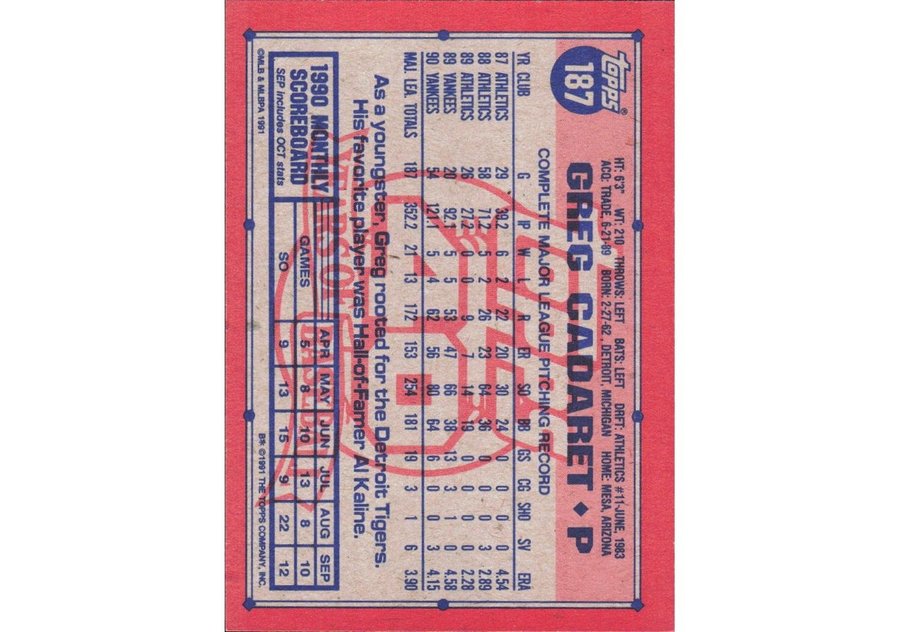 topps®
187
HT: 6'3" WT: 210 THROWS: LEFT BATS: LEFT DRFT: ATHLETICS #11-JUNE, 1983
ACQ: TRADE, 6-21-89 BORN: 2-27-62, DETROIT, MICHIGAN HOME: MESA, ARIZONA
GREG CADARET ♦ P
COMPLETE MAJOR LEAGUE PITCHING RECORD
YR CLUB G IP W L R ER SO BB GS CG SHO SV ERA
87 ATHLETICS 29 39.2 6 2 22 20 30 24 0 0 0 0 4.54
88 ATHLETICS 58 71.2 5 2 26 23 64 36 0 0 0 3 2.89
89 ATHLETICS 26 27.2 0 0 9 7 14 19 0 0 0 0 2.28
89 YANKEES 20 92.1 5 5 53 47 66 38 13 3 1 0 4.58
90 YANKEES 54 121.1 5 4 62 56 80 64 6 0 0 3 4.15
MAJ. LEA. TOTALS 187 352.2 21 13 172 153 254 181 19 3 1 6 3.90
As a youngster, Greg rooted for the Detroit Tigers.
His favorite player was Hall-of-Famer Al Kaline.
40
YEARS OF BASEBALL
1990 MONTHLY
SCOREBOARD
SEP includes OCT stats
APR MAY JUN JUL AUG SEP
GAMES 5 8 10 13 8 10
SO 9 13 15 9 22 12
©MLB & MLBPA 1991
B* ©1991 THE TOPPS COMPANY, INC.